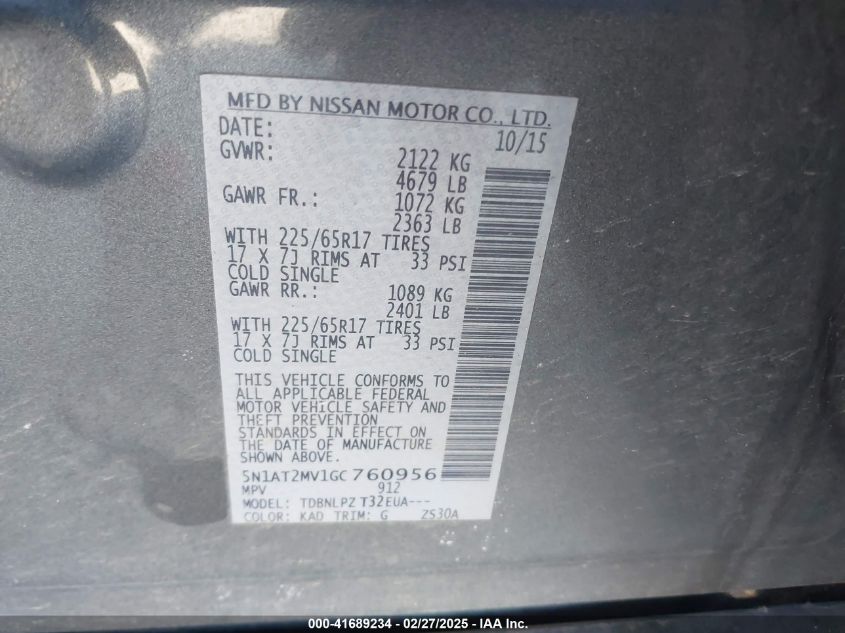 MFD BY NISSAN MOTOR CO., LTD.
DATE: 10/15
GVWR: 2122 KG
4679 LB
GAWR FR.: 1072 KG
2363 LB
WITH 225/65R17 TIRES
17 X 7J RIMS AT 33 PSI
COLD SINGLE
GAWR RR.: 1089 KG
2401 LB
WITH 225/65R17 TIRES
17 X 7J RIMS AT 33 PSI
COLD SINGLE
THIS VEHICLE CONFORMS TO
ALL APPLICABLE FEDERAL
MOTOR VEHICLE SAFETY AND
THEFT PREVENTION
STANDARDS IN EFFECT ON
THE DATE OF MANUFACTURE
SHOWN ABOVE.
5N1AT2MV1GC760956
MPV 912
MODEL: TDBNLPZ T32EUA---
COLOR: KAD TRIM: G ZS30A
000-41689234 - 02/27/2025 - IAA Inc.